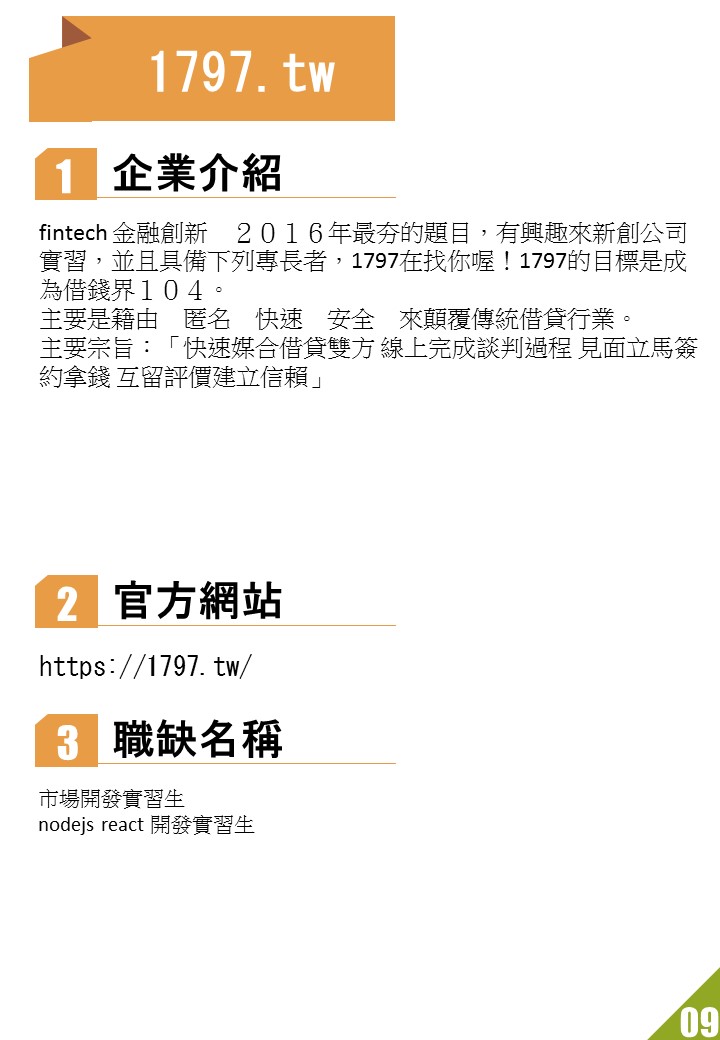 1797.tw
1 企業介紹
fintech 金融創新　２０１６年最夯的題目，有興趣來新創公司
實習，並且具備下列專長者，1797在找你喔！1797的目標是成
為借錢界１０４。
主要是籍由　匿名　快速　安全　來顛覆傳統借貸行業。
主要宗旨：「快速媒合借貸雙方 線上完成談判過程 見面立馬簽
約拿錢 互留評價建立信賴」
2 官方網站
https://1797.tw/
3 職缺名稱
市場開發實習生
nodejs react 開發實習生
09